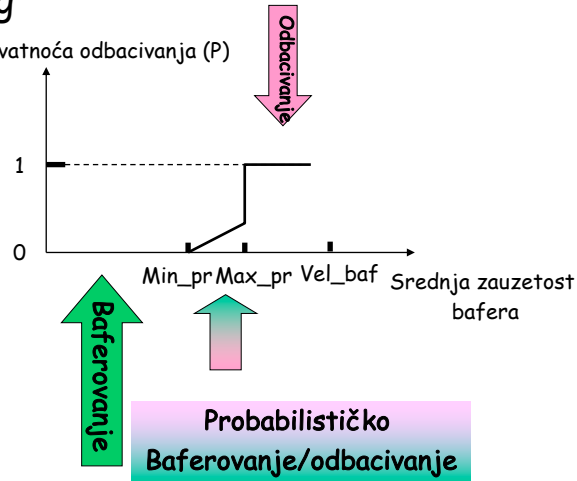 vatnoća odbacivanja (P)
Odbacivanje
1
0
Min_pr Max_pr Vel_baf
Srednja zauzetost
bafera
Baferovanje
Probabilističko
Baferovanje/odbacivanje